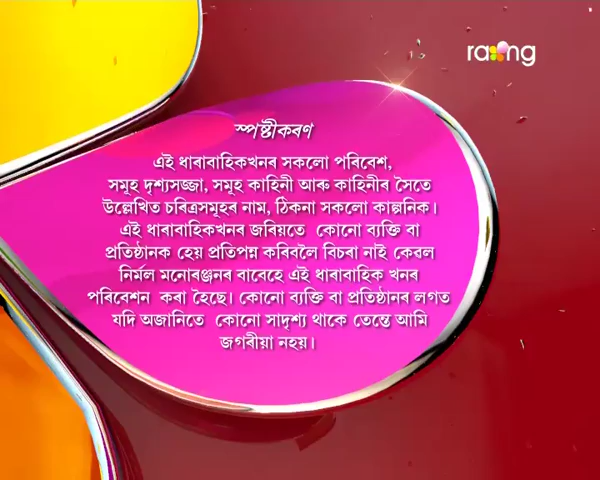 rang
স্পষ্টীকৰণ
এই ধাৰাবাহিকখনৰ সকলো পৰিবেশ,
সমূহ দৃশ্যসজ্জা, সমূহ কাহিনী আৰু কাহিনীৰ সৈতে
উল্লেখিত চৰিত্ৰসমূহৰ নাম, ঠিকনা সকলো কাল্পনিক।
এই ধাৰাবাহিকখনৰ জৰিয়তে কোনো ব্যক্তি বা
প্ৰতিষ্ঠানক হেয় প্ৰতিপন্ন কৰিবলৈ বিচৰা নাই কেৱল
নিৰ্মল মনোৰঞ্জনৰ বাবেহে এই ধাৰাবাহিক খনৰ
পৰিবেশন কৰা হৈছে। কোনো ব্যক্তি বা প্ৰতিষ্ঠানৰ লগত
যদি অজানিতে কোনো সাদৃশ্য থাকে তেন্তে আমি
জগৰীয়া নহয়।